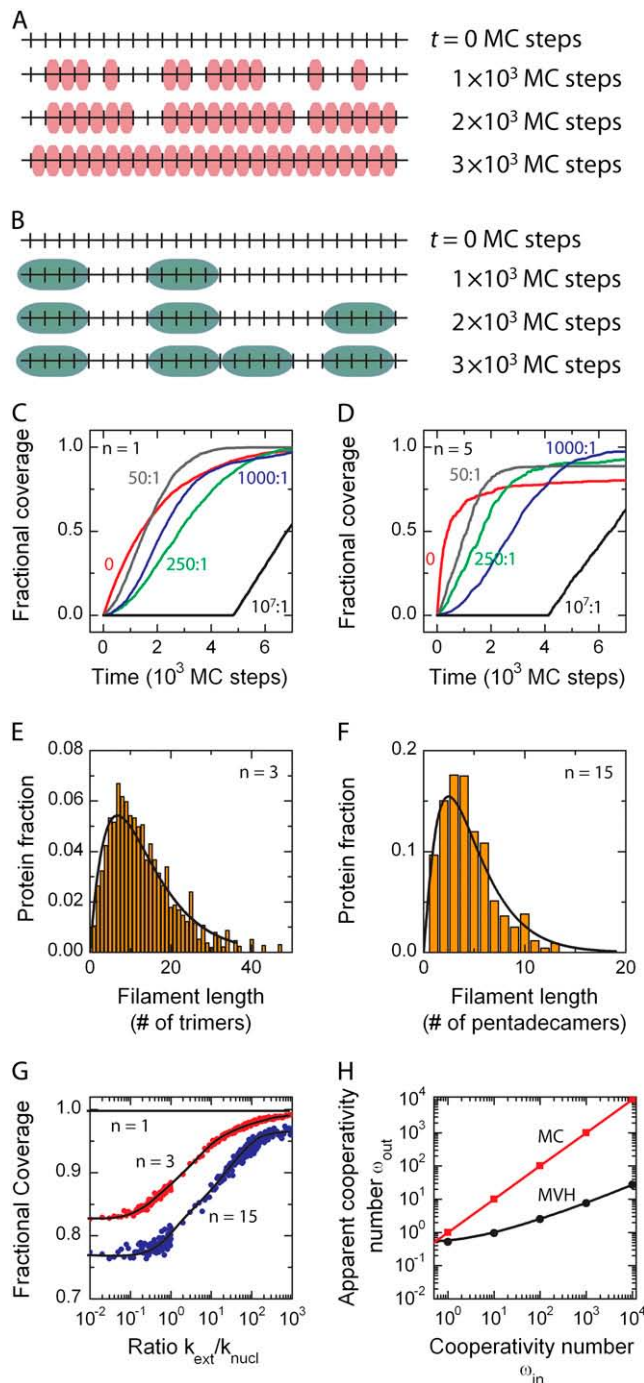 A
t = 0 MC steps
1×10³ MC steps
2×10³ MC steps
3×10³ MC steps
B
t = 0 MC steps
1×10³ MC steps
2×10³ MC steps
3×10³ MC steps
C
Fractional coverage
1.0
0.5
0.0
n = 1
50:1
1000:1
0
250:1
10⁷:1
0 2 4 6
Time (10³ MC steps)
D
Fractional coverage
1.0
0.5
0.0
n = 5
1000:1
50:1
0
250:1
10⁷:1
0 2 4 6
Time (10³ MC steps)
E
Protein fraction
0.08
0.06
0.04
0.02
0.00
n = 3
0 20 40
Filament length
(# of trimers)
F
Protein fraction
0.2
0.1
0.0
n = 15
0 10 20
Filament length
(# of pentadecamers)
G
Fractional Coverage
1.0
0.9
0.8
0.7
n = 1
n = 3
n = 15
10⁻² 10⁻¹ 10⁰ 10¹ 10² 10³
Ratio k_ext/k_nucl
H
Apparent cooperativity
number ω_out
10⁴
10³
10²
10¹
10⁰
10⁻¹
10⁻²
MC
MVH
10⁰ 10¹ 10² 10³ 10⁴
Cooperativity number
ω_in